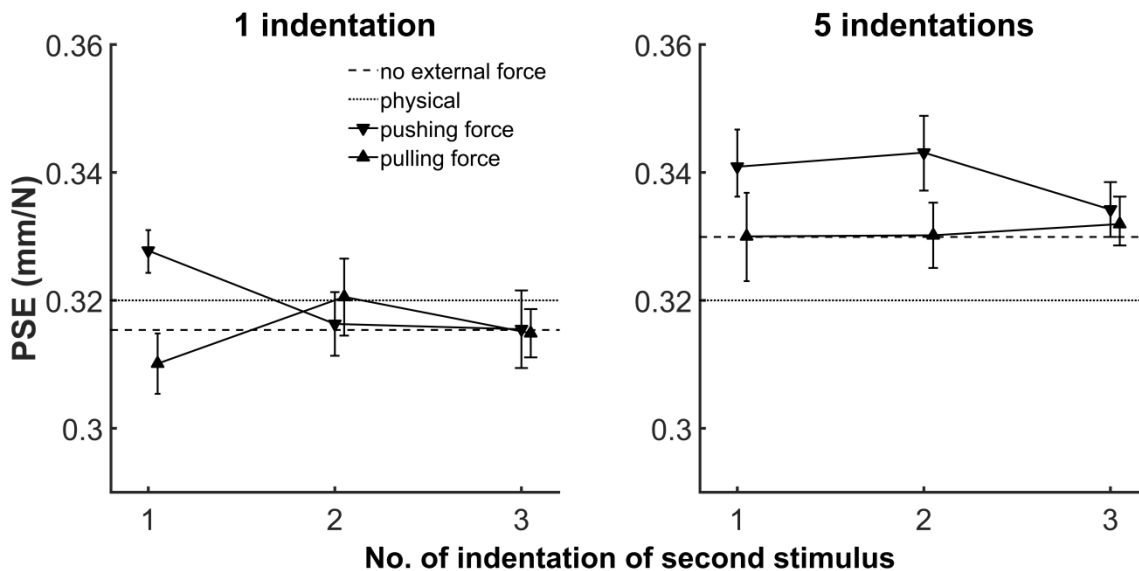 1 indentation
5 indentations
0.36
0.34
0.32
0.3
PSE (mm/N)
no external force
physical
pushing force
pulling force
1
2
3
0.36
0.34
0.32
0.3
1
2
3
No. of indentation of second stimulus